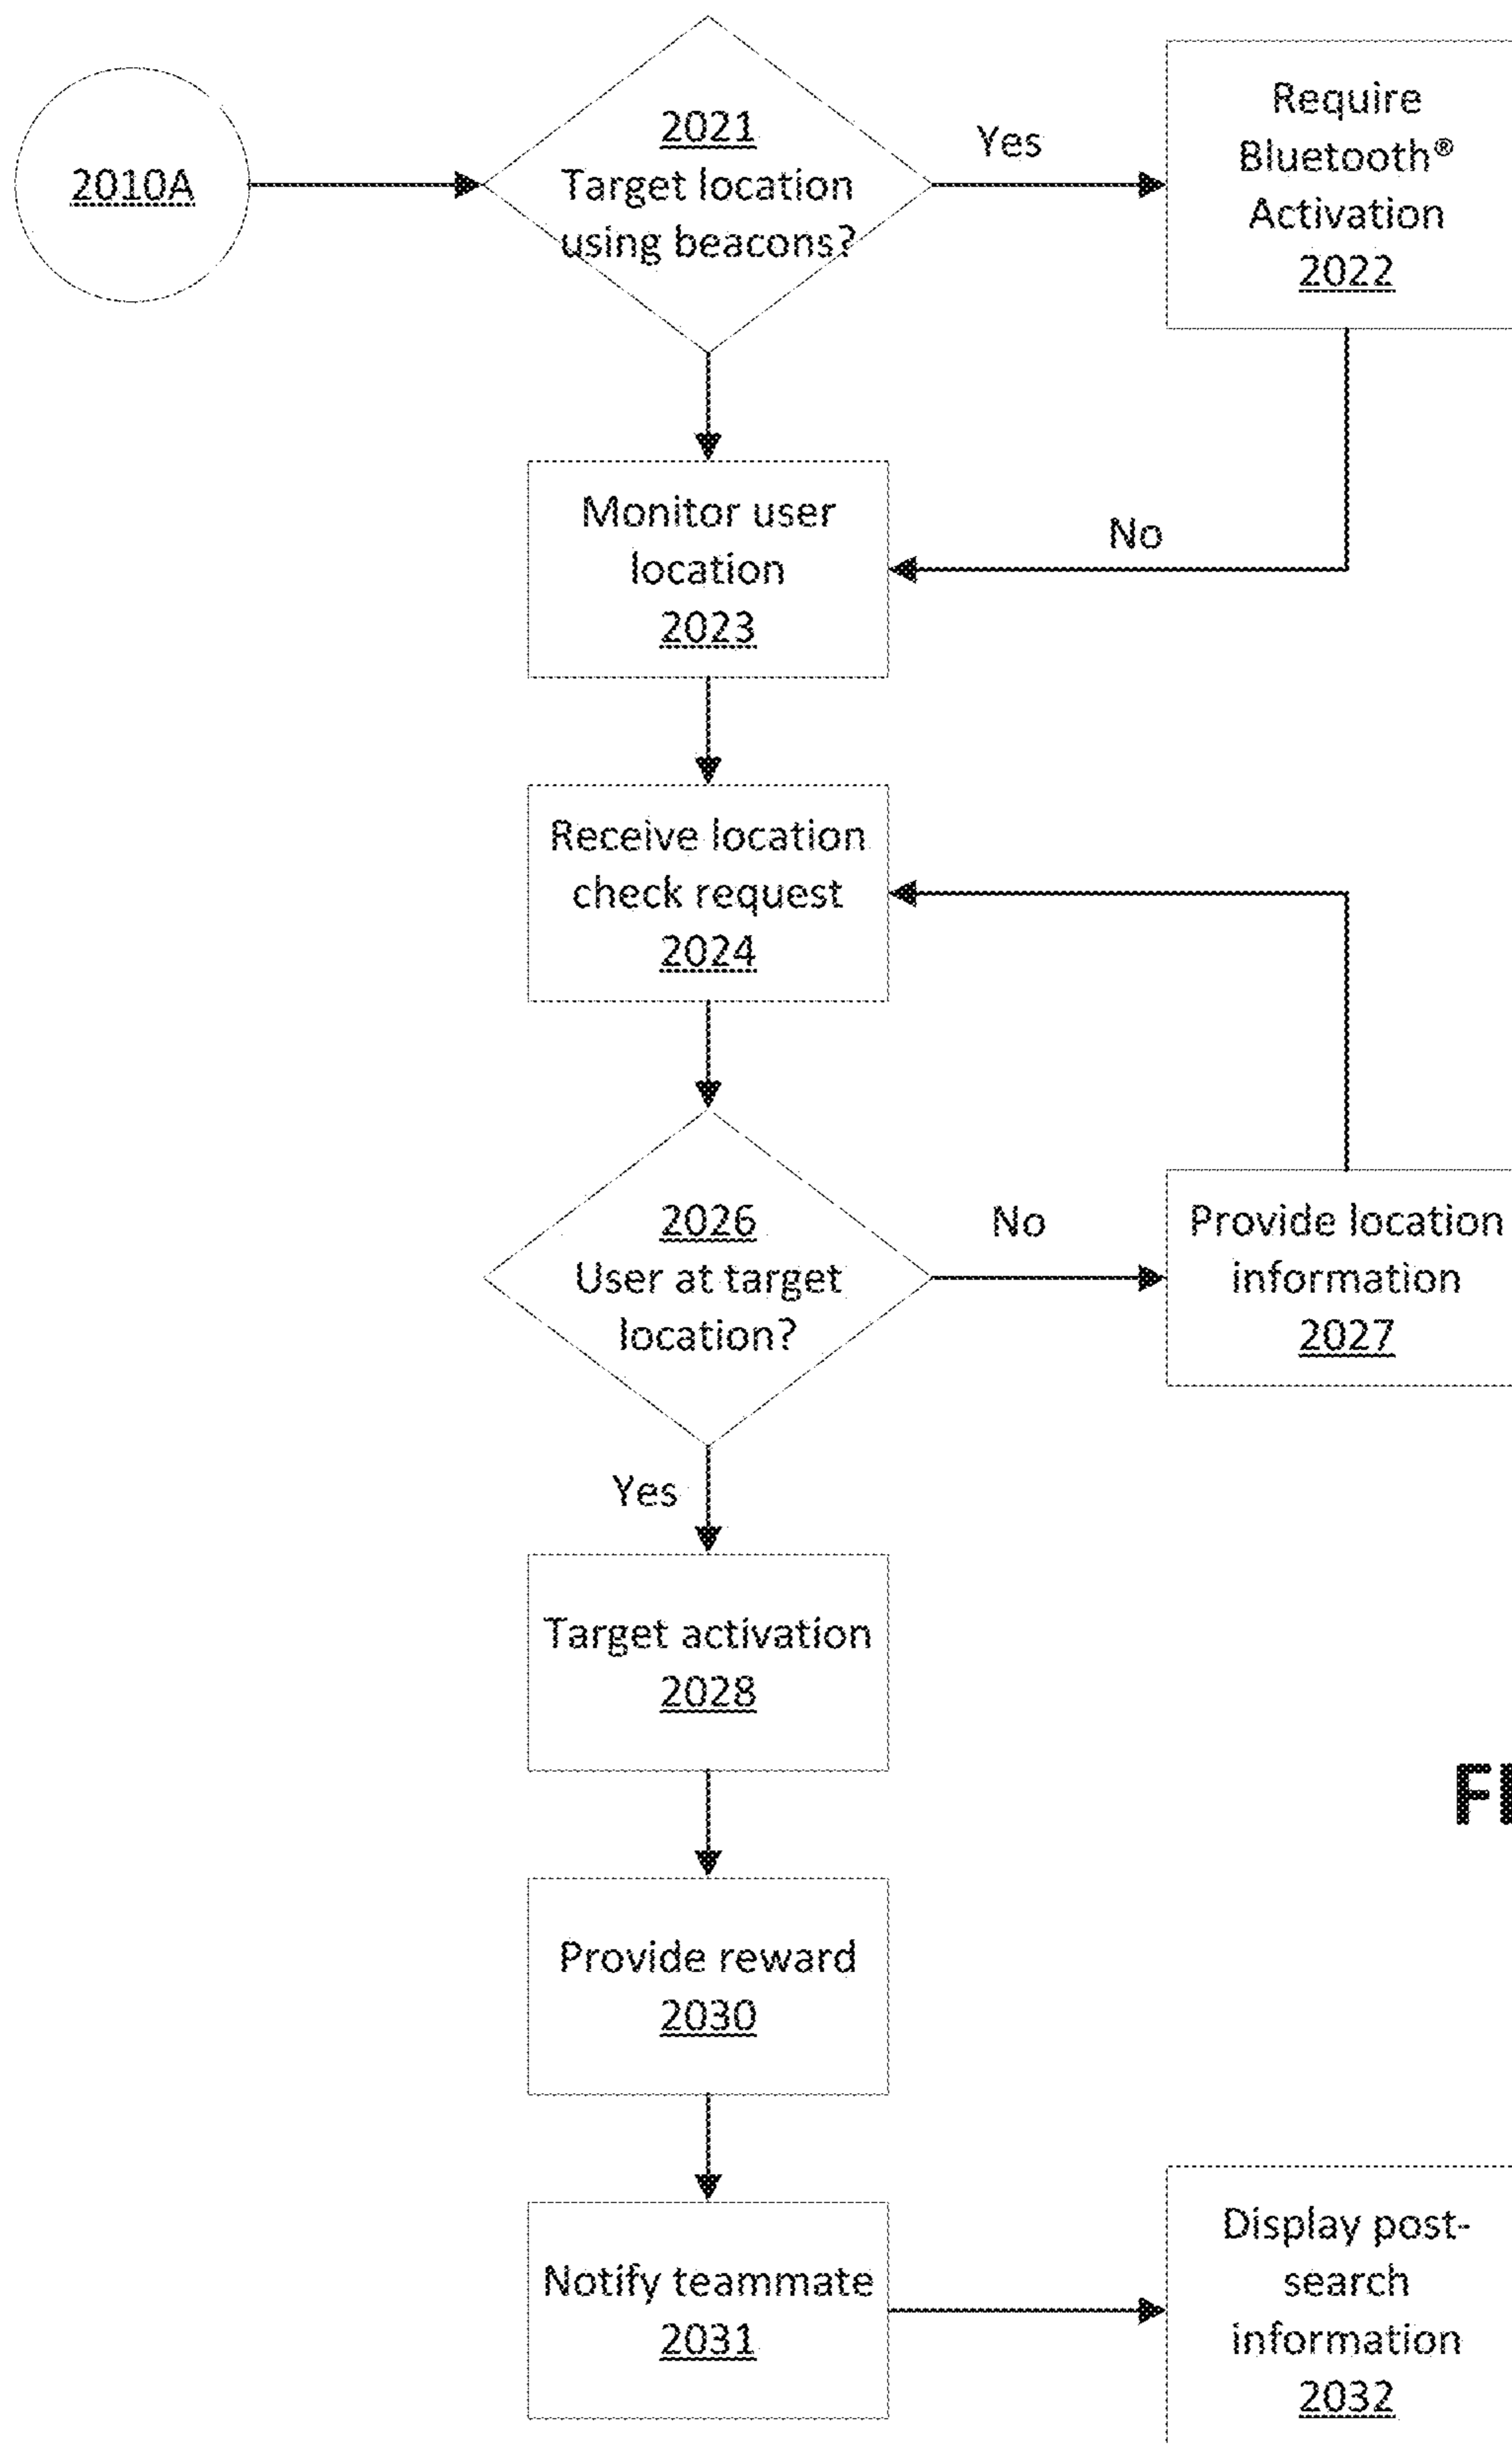 2010A
2021
Target location
using beacons?
Yes
Require
Bluetooth®
Activation
2022
Monitor user
location
2023
No
Receive location
check request
2024
2026
User at target
location?
No
Provide location
information
2027
Yes
Target activation
2028
FI
Provide reward
2030
Notify teammate
2031
Display post-
search
information
2032